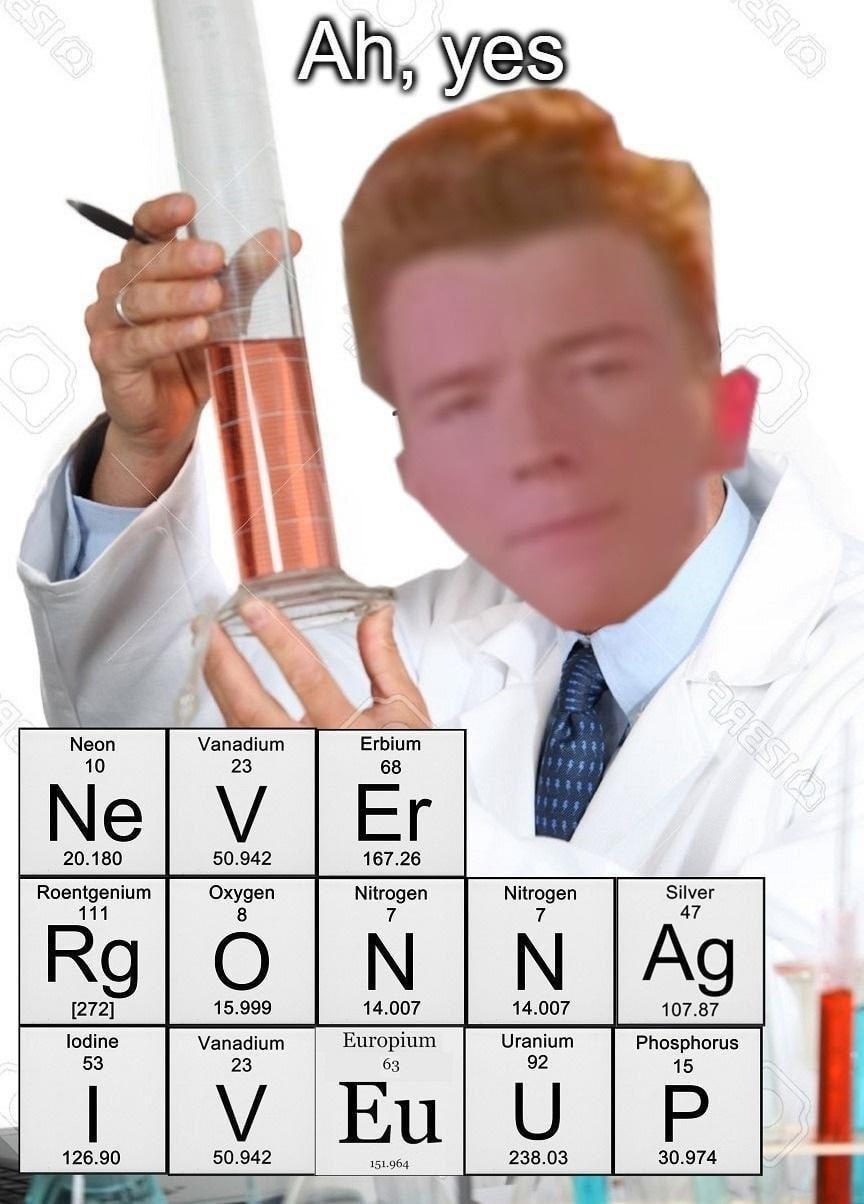 Ah, yes
Neon Vanadium Erbium
10 23 68
Ne V Er
20.180 50.942 167.26
Roentgenium Oxygen Nitrogen Nitrogen Silver
111 8 7 7 47
Rg O N N Ag
[272] 15.999 14.007 14.007 107.87
Iodine Vanadium Europium Uranium Phosphorus
53 23 63 92 15
I V Eu U P
126.90 50.942 151.964 238.03 30.974